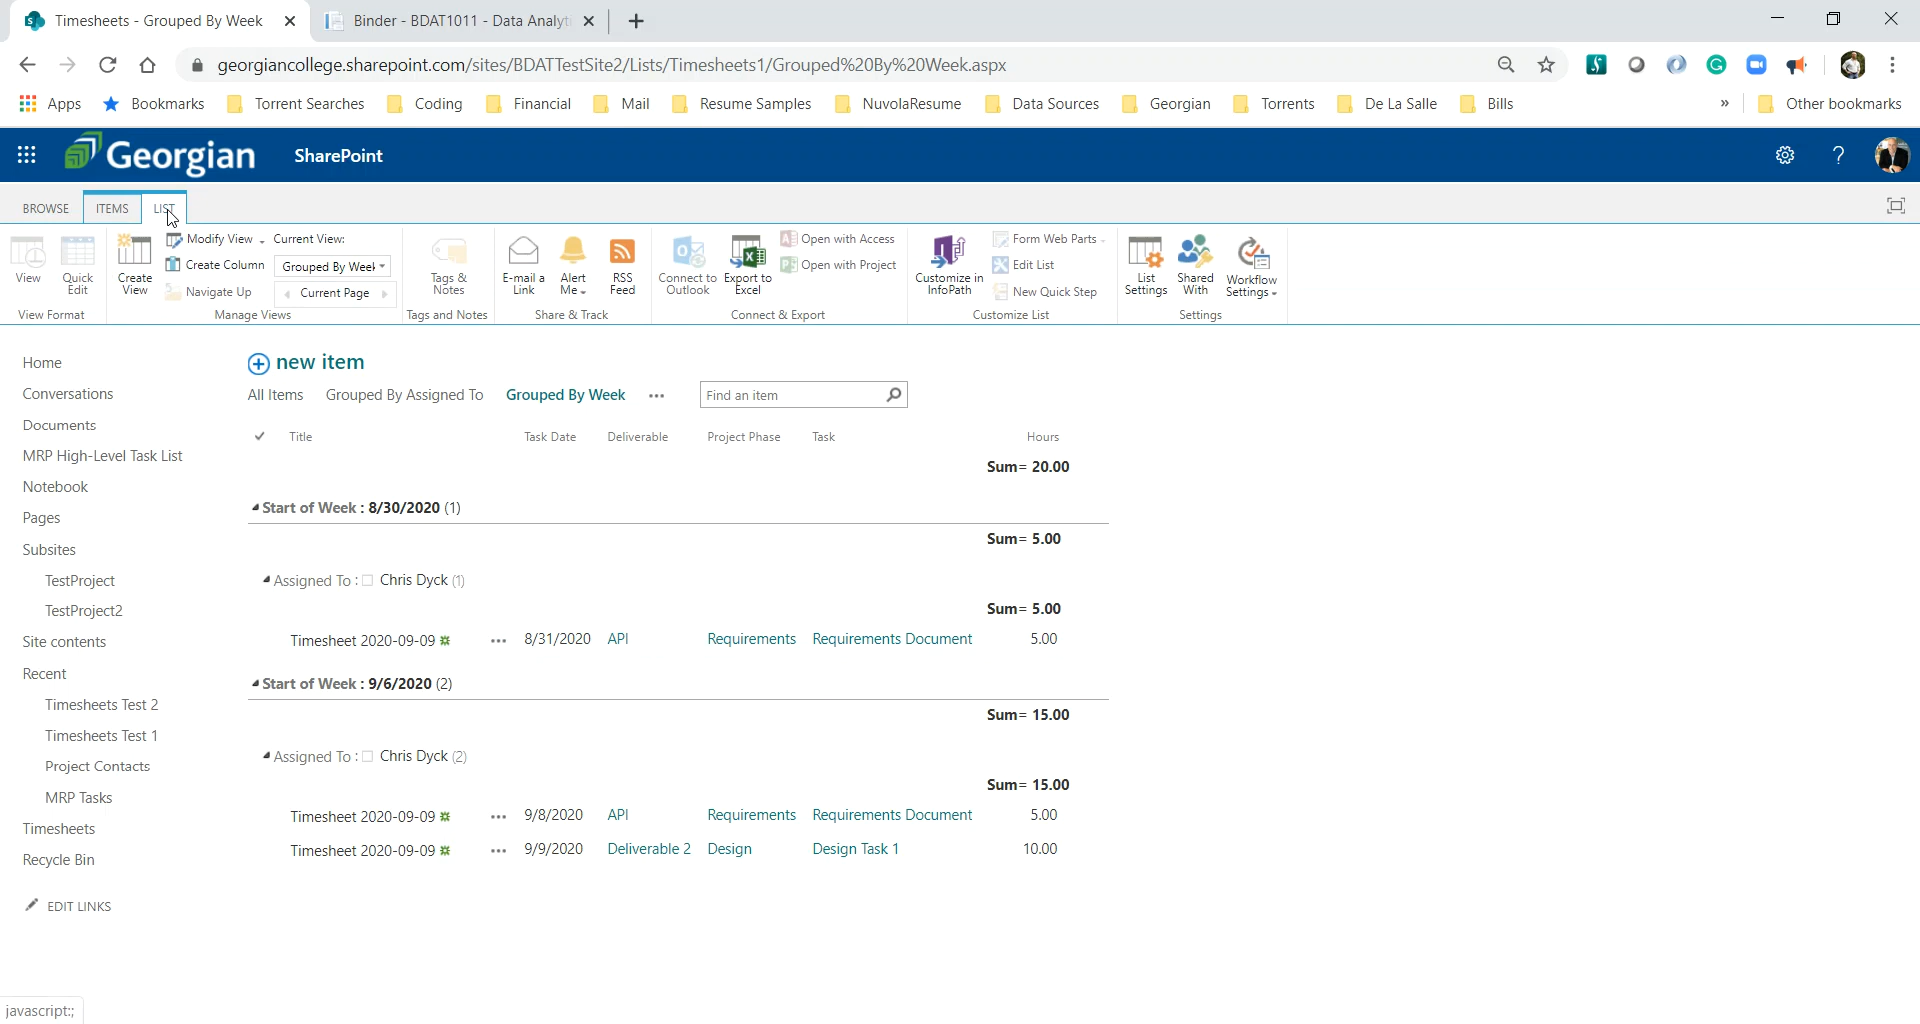 Timesheets - Grouped By Week
Binder - BDAT1011 - Data Analyt
georgiancollege.sharepoint.com/sites/BDATTestSite2/Lists/Timesheets1/Grouped%20By%20Week.aspx
Apps Bookmarks Torrent Searches Coding Financial Mail Resume Samples NuvolaResume Data Sources Georgian Torrents De La Salle Bills » Other bookmarks
Georgian SharePoint ?
BROWSE ITEMS LIST
View
Quick Edit
View Format
Create View
Modify View
Create Column
Navigate Up
Current View:
Grouped By Week
Current Page
Manage Views
Tags & Notes
Tags and Notes
E-mail a Link
Alert Me
RSS Feed
Share & Track
Connect to Outlook
Export to Excel
Open with Access
Open with Project
Connect & Export
Customize in InfoPath
Form Web Parts
Edit List
New Quick Step
Customize List
List Settings
Shared With
Workflow Settings
Settings
Home
Conversations
Documents
MRP High-Level Task List
Notebook
Pages
Subsites
TestProject
TestProject2
Site contents
Recent
Timesheets Test 2
Timesheets Test 1
Project Contacts
MRP Tasks
Timesheets
Recycle Bin
EDIT LINKS
new item
All Items Grouped By Assigned To Grouped By Week ••• Find an item
Title Task Date Deliverable Project Phase Task Hours
Sum= 20.00
Start of Week : 8/30/2020 (1)
Sum= 5.00
Assigned To : Chris Dyck (1)
Sum= 5.00
Timesheet 2020-09-09 ••• 8/31/2020 API Requirements Requirements Document 5.00
Start of Week : 9/6/2020 (2)
Sum= 15.00
Assigned To : Chris Dyck (2)
Sum= 15.00
Timesheet 2020-09-09 ••• 9/8/2020 API Requirements Requirements Document 5.00
Timesheet 2020-09-09 ••• 9/9/2020 Deliverable 2 Design Design Task 1 10.00
javascript:;